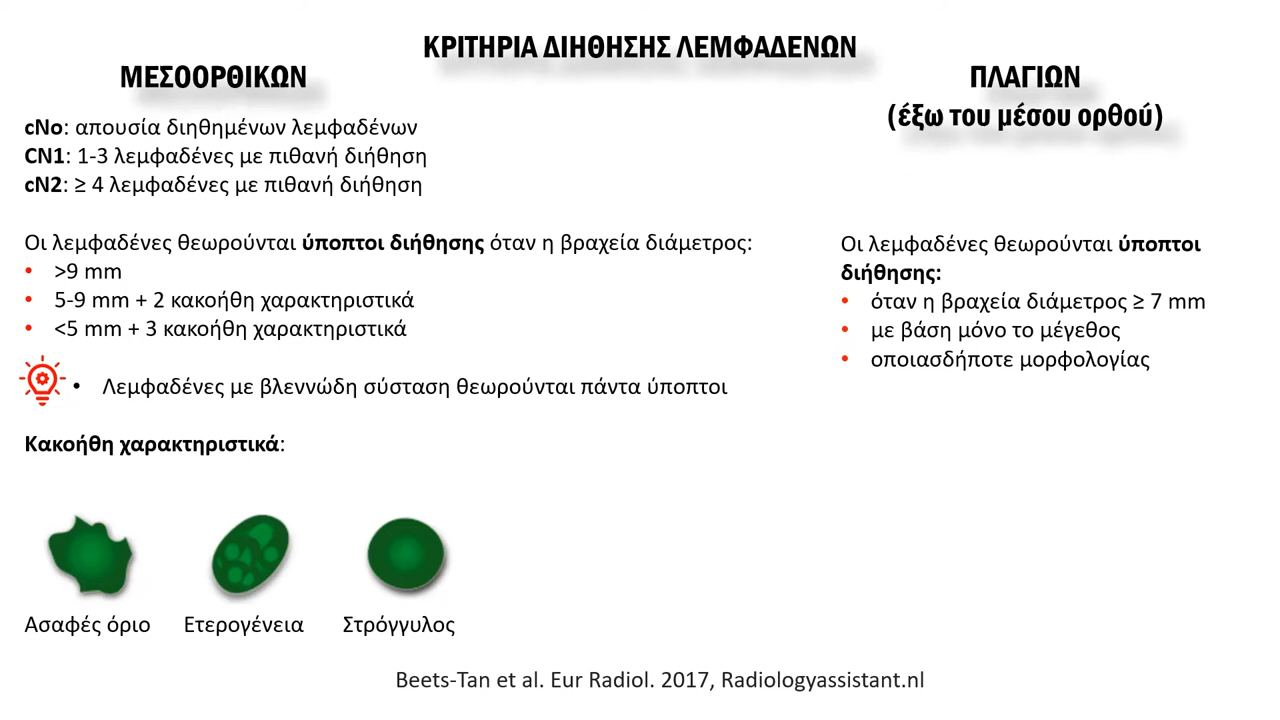 ΚΡΙΤΗΡΙΑ ΔΙΗΘΗΣΗΣ ΛΕΜΦΑΔΕΝΩΝ
ΜΕΣΟΟΡΘΙΚΩΝ
cNo: απουσία διηθημένων λεμφαδένων
CN1: 1-3 λεμφαδένες με πιθανή διήθηση
cN2: ≥ 4 λεμφαδένες με πιθανή διήθηση
Οι λεμφαδένες θεωρούνται ύποπτοι διήθησης όταν η βραχεία διάμετρος:
• >9 mm
• 5-9 mm + 2 κακοήθη χαρακτηριστικά
• <5 mm + 3 κακοήθη χαρακτηριστικά
• Λεμφαδένες με βλεννώδη σύσταση θεωρούνται πάντα ύποπτοι
Κακοήθη χαρακτηριστικά:
Ασαφές όριο
Ετερογένεια
Στρόγγυλος
ΠΛΑΓΙΩΝ
(έξω του μέσου ορθού)
Οι λεμφαδένες θεωρούνται ύποπτοι
διήθησης:
• όταν η βραχεία διάμετρος ≥ 7 mm
• με βάση μόνο το μέγεθος
• οποιασδήποτε μορφολογίας
Beets-Tan et al. Eur Radiol. 2017, Radiologyassistant.nl